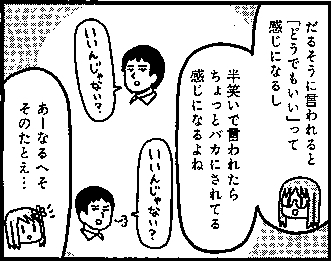 だるそうに言われると
「どうでもいい」って
感じになるし
いいんじゃない?
半笑いで言われたら
ちょっとバカにされてる
感じになるよね
いいんじゃない?
あーなるへそ
そのたとえ…